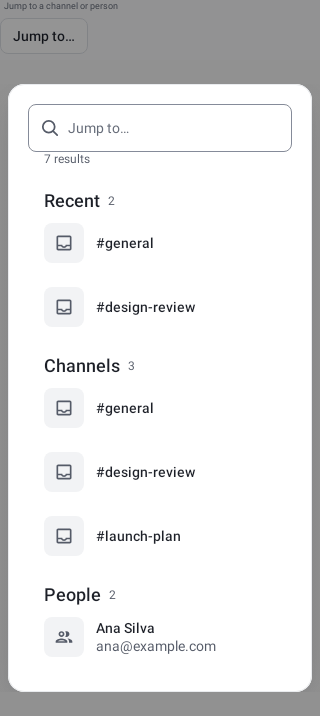 Jump to a channel or person
Jump to...
Jump to...
7 results
Recent 2
#general
#design-review
Channels 3
#general
#design-review
#launch-plan
People 2
Ana Silva
ana@example.com